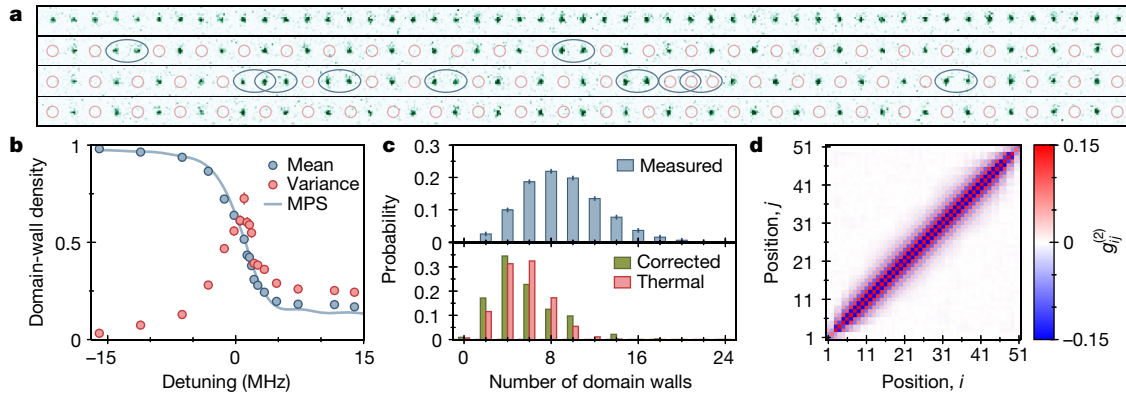 a
b
1
0.5
0
Domain-wall density
Mean
Variance
MPS
−15
0
15
Detuning (MHz)
c
0.3
0.2
0.1
0
Measured
0.3
0.2
0.1
0
Corrected
Thermal
Probability
0
8
16
24
Number of domain walls
d
51
41
31
21
11
1
Position, j
1
11
21
31
41
51
Position, i
0.15
0
−0.15
g_{ij}^{(2)}